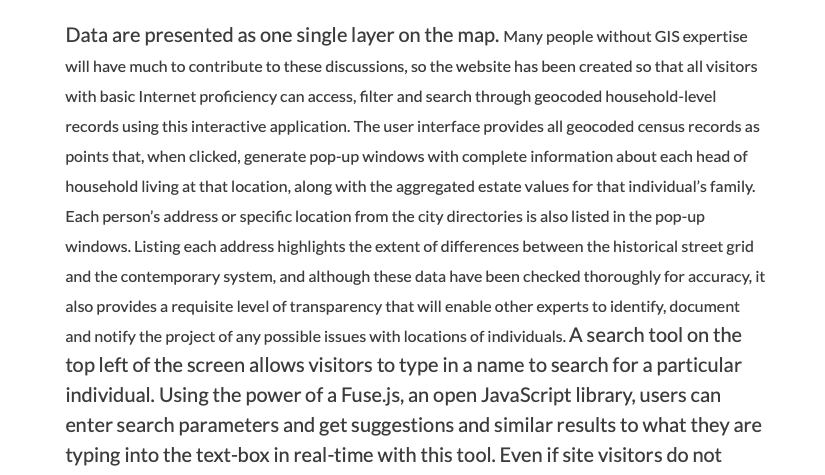 Data are presented as one single layer on the map. Many people without GIS expertise
will have much to contribute to these discussions, so the website has been created so that all visitors
with basic Internet proficiency can access, filter and search through geocoded household-level
records using this interactive application. The user interface provides all geocoded census records as
points that, when clicked, generate pop-up windows with complete information about each head of
household living at that location, along with the aggregated estate values for that individual’s family.
Each person’s address or specific location from the city directories is also listed in the pop-up
windows. Listing each address highlights the extent of differences between the historical street grid
and the contemporary system, and although these data have been checked thoroughly for accuracy, it
also provides a requisite level of transparency that will enable other experts to identify, document
and notify the project of any possible issues with locations of individuals. A search tool on the
top left of the screen allows visitors to type in a name to search for a particular
individual. Using the power of a Fuse.js, an open JavaScript library, users can
enter search parameters and get suggestions and similar results to what they are
typing into the text-box in real-time with this tool. Even if site visitors do not